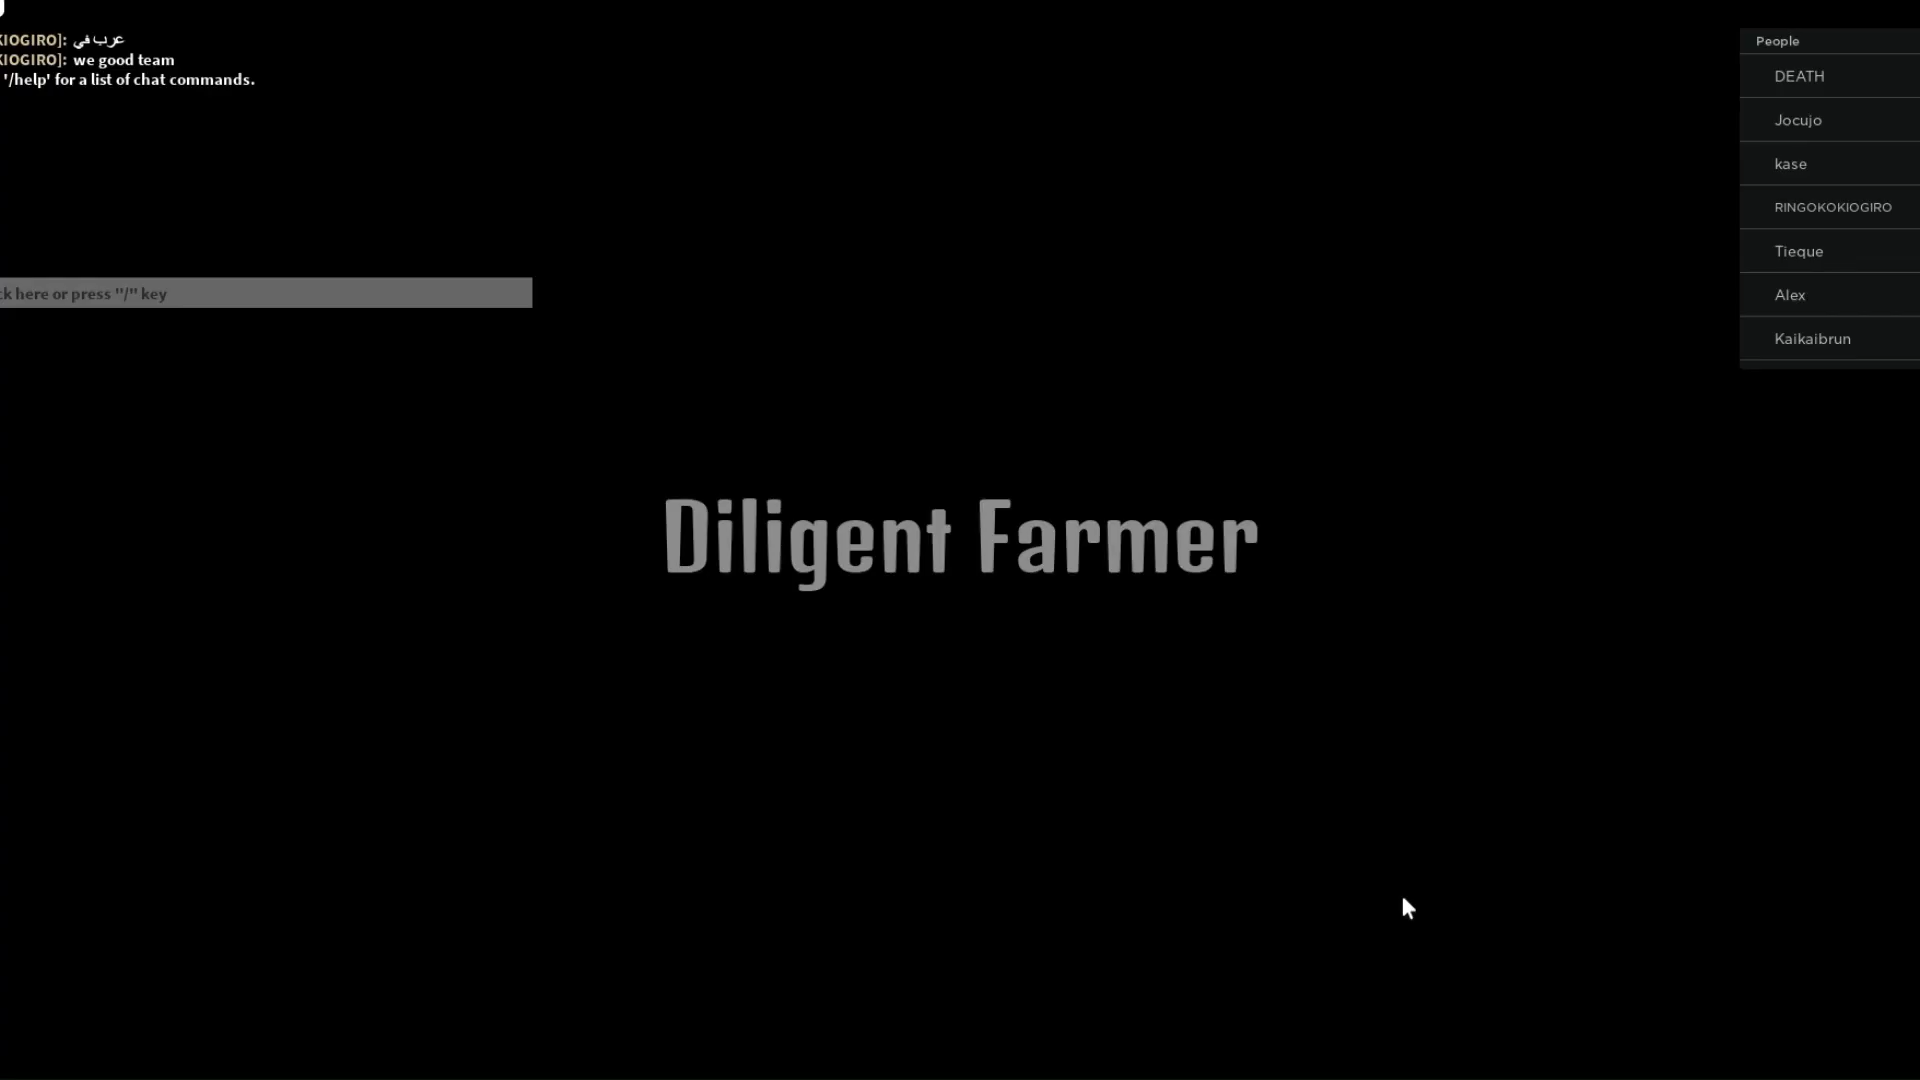 KIOGIRO]: عرب في
KIOGIRO]: we good team
'/help' for a list of chat commands.
ck here or press "/" key
People
DEATH
Jocujo
kase
RINGOKOKIOGIRO
Tieque
Alex
Kaikaibrun
Diligent Farmer